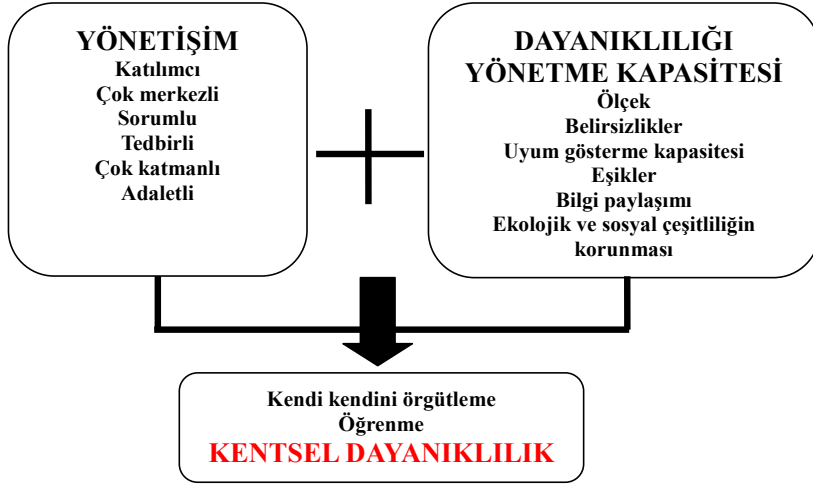 YÖNETİŞİM
Katılımcı
Çok merkezli
Sorumlu
Tedbirli
Çok katmanlı
Adaletli
DAYANIKLILIĞI
YÖNETME KAPASİTESİ
Ölçek
Belirsizlikler
Uyum gösterme kapasitesi
Eşikler
Bilgi paylaşımı
Ekolojik ve sosyal çeşitliliğin
korunması
Kendi kendini örgütleme
Öğrenme
KENTSEL DAYANIKLILIK